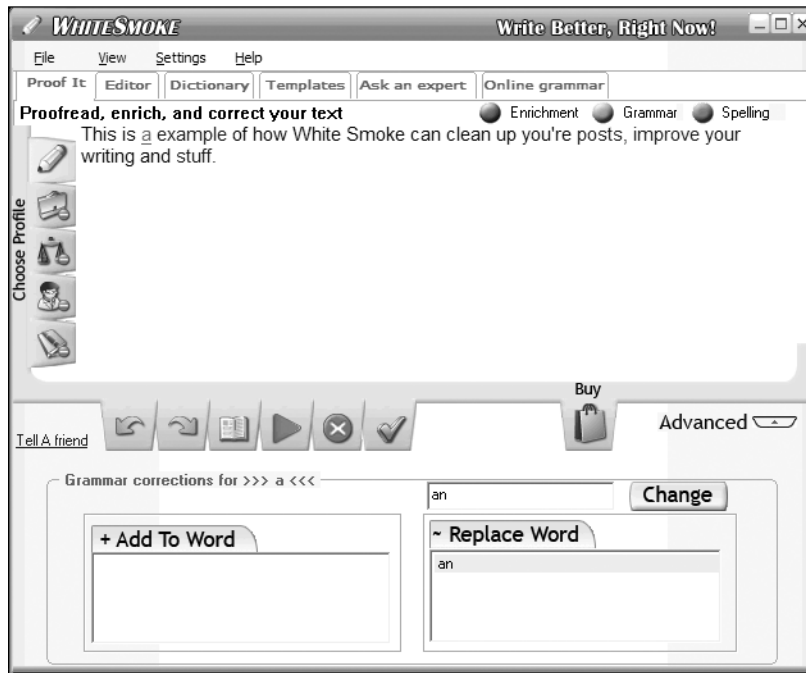 WHITESMOKE Write Better, Right Now!
File View Settings Help
Proof It Editor Dictionary Templates Ask an expert Online grammar
Proofread, enrich, and correct your text Enrichment Grammar Spelling
This is a example of how White Smoke can clean up you're posts, improve your
writing and stuff.
Choose Profile
Buy
Tell A friend
Advanced
Grammar corrections for >>> a <<<
an Change
+ Add To Word ~ Replace Word
an